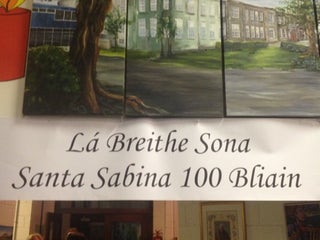 Lá Breithe Sona
Santa Sabina 100 Bliain